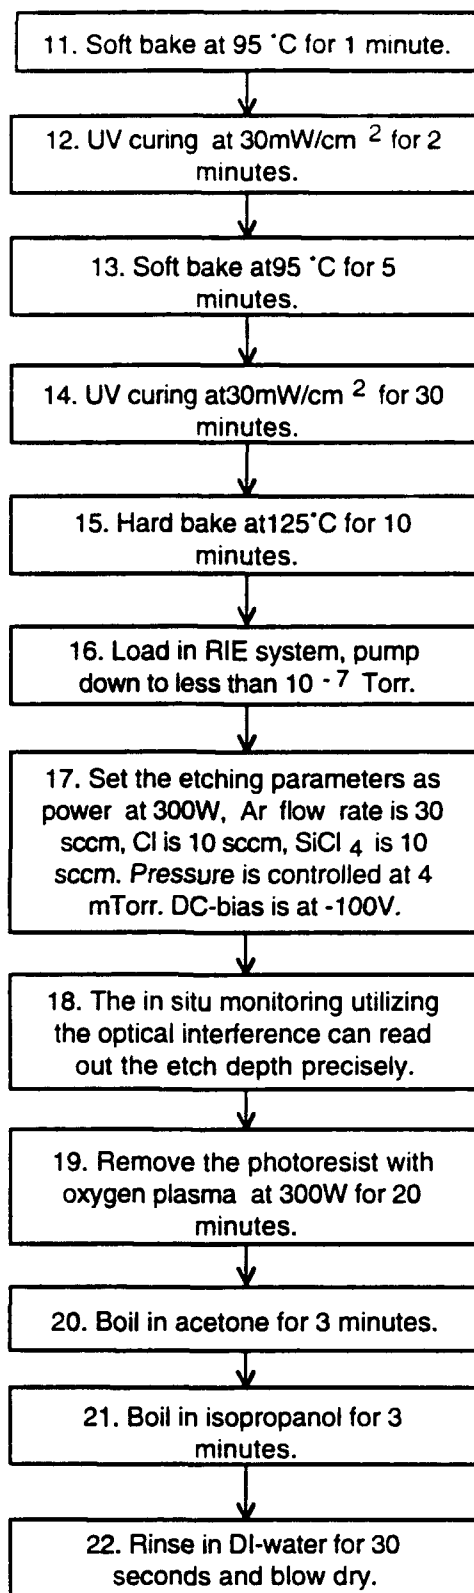 11. Soft bake at 95 °C for 1 minute.
12. UV curing at 30mW/cm 2 for 2
minutes.
13. Soft bake at95 °C for 5
minutes.
14. UV curing at30mW/cm 2 for 30
minutes.
15. Hard bake at125°C for 10
minutes.
16. Load in RIE system, pump
down to less than 10 -7 Torr.
17. Set the etching parameters as
power at 300W, Ar flow rate is 30
sccm, Cl is 10 sccm, SiCl 4 is 10
sccm. Pressure is controlled at 4
mTorr. DC-bias is at -100V.
18. The in situ monitoring utilizing
the optical interference can read
out the etch depth precisely.
19. Remove the photoresist with
oxygen plasma at 300W for 20
minutes.
20. Boil in acetone for 3 minutes.
21. Boil in isopropanol for 3
minutes.
22. Rinse in DI-water for 30
seconds and blow dry.